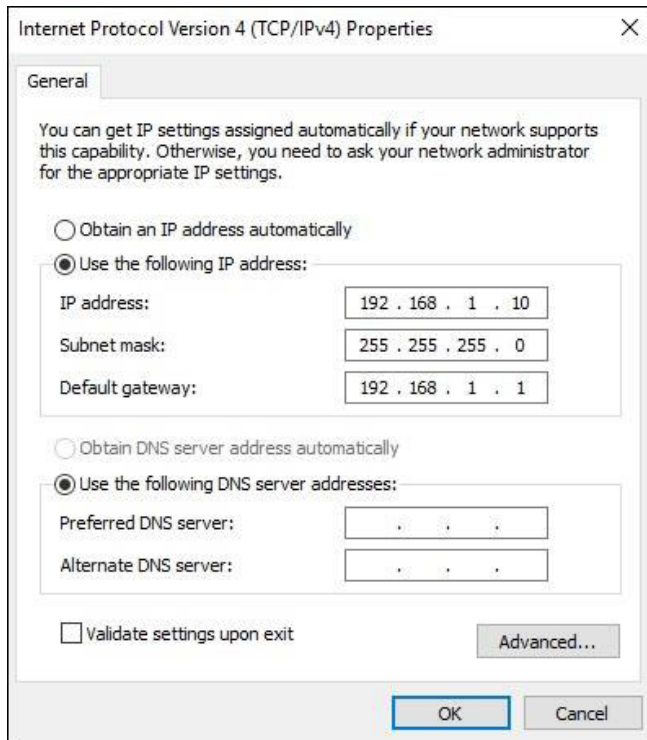 Internet Protocol Version 4 (TCP/IPv4) Properties
General
You can get IP settings assigned automatically if your network supports
this capability. Otherwise, you need to ask your network administrator
for the appropriate IP settings.
Obtain an IP address automatically
Use the following IP address:
IP address: 192 . 168 . 1 . 10
Subnet mask: 255 . 255 . 255 . 0
Default gateway: 192 . 168 . 1 . 1
Obtain DNS server address automatically
Use the following DNS server addresses:
Preferred DNS server: . . .
Alternate DNS server: . . .
Validate settings upon exit
Advanced...
OK Cancel